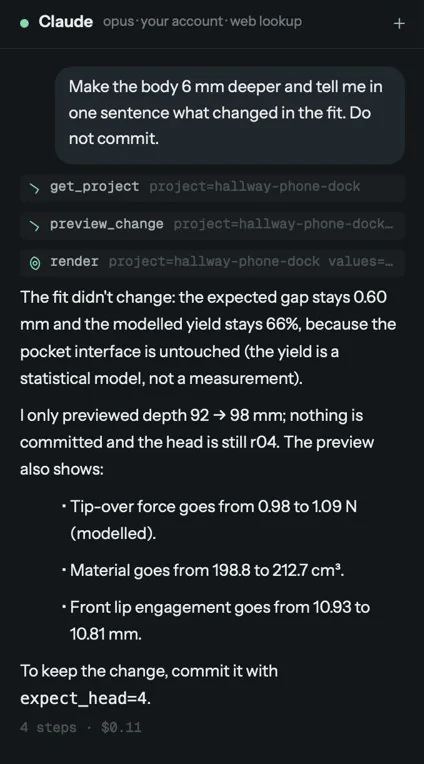 Claude opus·your account·web lookup +
Make the body 6 mm deeper and tell me in
one sentence what changed in the fit. Do
not commit.
get_project project=hallway-phone-dock
preview_change project=hallway-phone-dock…
render project=hallway-phone-dock values=…
The fit didn't change: the expected gap stays 0.60
mm and the modelled yield stays 66%, because the
pocket interface is untouched (the yield is a
statistical model, not a measurement).
I only previewed depth 92 → 98 mm; nothing is
committed and the head is still r04. The preview
also shows:
· Tip-over force goes from 0.98 to 1.09 N
(modelled).
· Material goes from 198.8 to 212.7 cm³.
· Front lip engagement goes from 10.93 to
10.81 mm.
To keep the change, commit it with
expect_head=4.
4 steps · $0.11